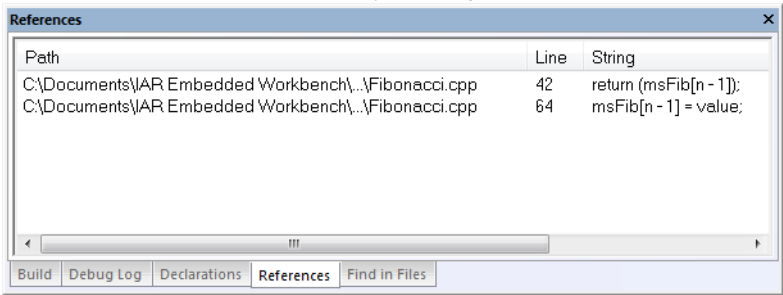 References
Path Line String
C:\Documents\IAR Embedded Workbench\...\Fibonacci.cpp 42 return (msFib[n - 1]);
C:\Documents\IAR Embedded Workbench\...\Fibonacci.cpp 64 msFib[n - 1] = value;
Build Debug Log Declarations References Find in Files